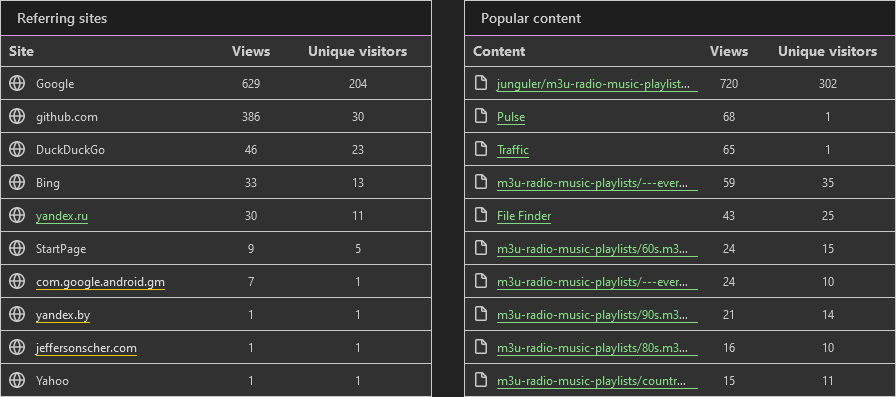 Referring sites
Site Views Unique visitors
Google 629 204
github.com 386 30
DuckDuckGo 46 23
Bing 33 13
yandex.ru 30 11
StartPage 9 5
com.google.android.gm 7 1
yandex.by 1 1
jeffersonscher.com 1 1
Yahoo 1 1
Popular content
Content Views Unique visitors
junguler/m3u-radio-music-playlist... 720 302
Pulse 68 1
Traffic 65 1
m3u-radio-music-playlists/---ever... 59 35
File Finder 43 25
m3u-radio-music-playlists/60s.m3... 24 15
m3u-radio-music-playlists/---ever... 24 10
m3u-radio-music-playlists/90s.m3... 21 14
m3u-radio-music-playlists/80s.m3... 16 10
m3u-radio-music-playlists/countr... 15 11